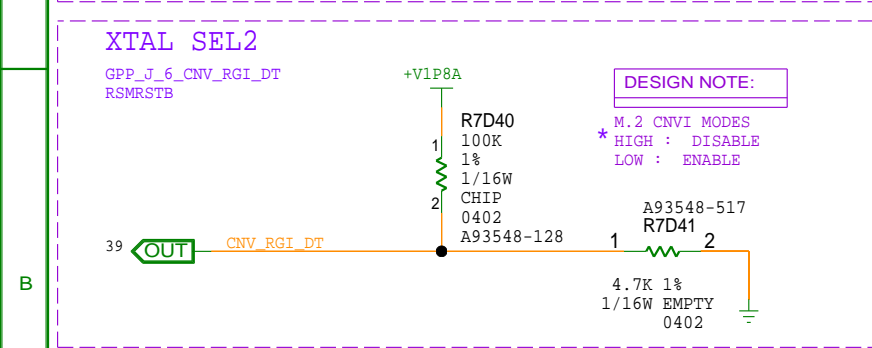 XTAL SEL2
GPP_J_6_CNV_RGI_DT
RSMRSTB
+V1P8A
DESIGN NOTE:
M.2 CNVI MODES
* HIGH : DISABLE
LOW : ENABLE
R7D40
1
100K
1%
1/16W
2
CHIP
0402
A93548-128
A93548-517
R7D41
39
OUT
CNV_RGI_DT
1
2
B
4.7K 1%
1/16W EMPTY
0402